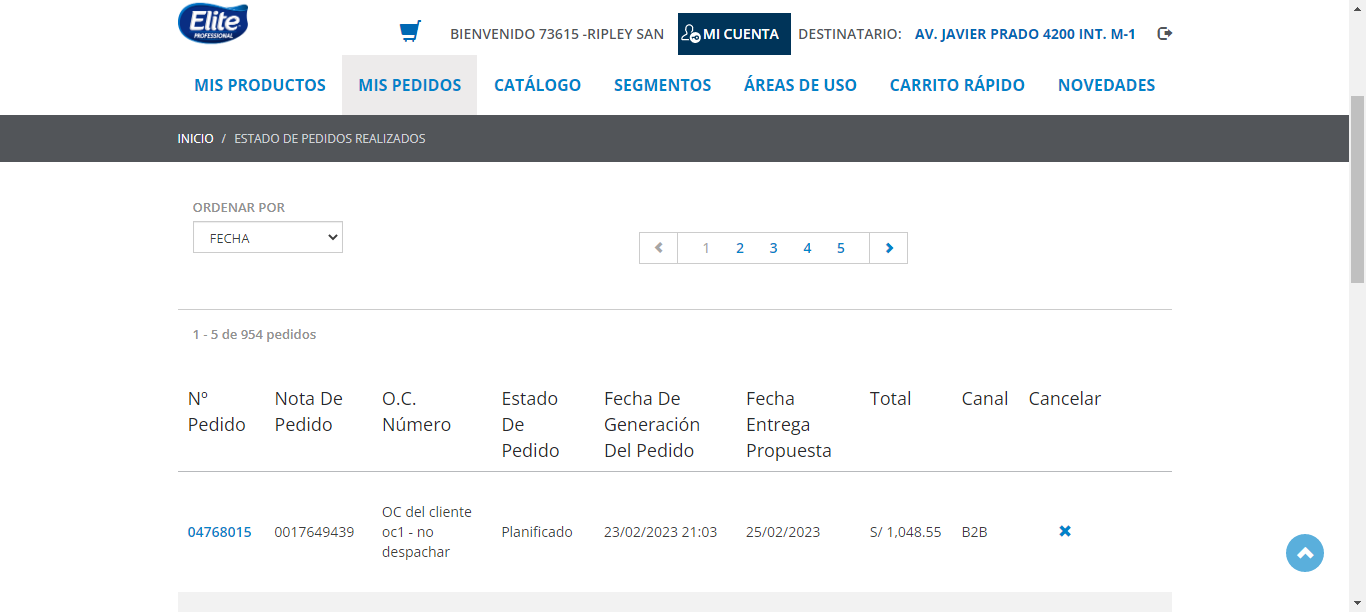 Elite
PROFESSIONAL
BIENVENIDO 73615 -RIPLEY SAN
MI CUENTA
DESTINATARIO:
AV. JAVIER PRADO 4200 INT. M-1
MIS PRODUCTOS
MIS PEDIDOS
CATÁLOGO
SEGMENTOS
ÁREAS DE USO
CARRITO RÁPIDO
NOVEDADES
INICIO / ESTADO DE PEDIDOS REALIZADOS
ORDENAR POR
FECHA
1 2 3 4 5
1 - 5 de 954 pedidos
Nº
Pedido
Nota De
Pedido
O.C.
Número
Estado
De
Pedido
Fecha De
Generación
Del Pedido
Fecha
Entrega
Propuesta
Total
Canal
Cancelar
04768015
0017649439
OC del cliente
oc1 - no
despachar
Planificado
23/02/2023 21:03
25/02/2023
S/ 1,048.55
B2B